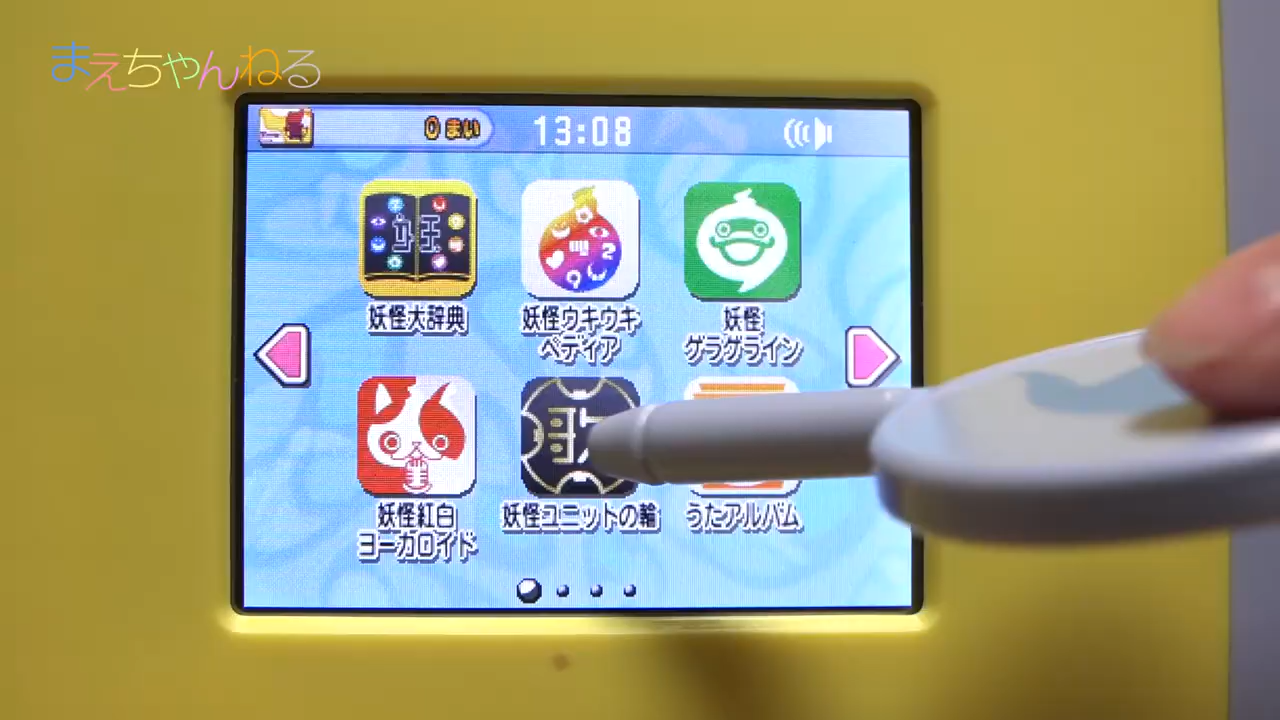 まえちゃんねる
0まい
13:08
妖怪大辞典
妖怪ウキウキ
ペディア
妖怪
ゲラゲライン
妖怪紅白
ヨーカロイド
歌
妖怪ユニットの輪
うたアルバム